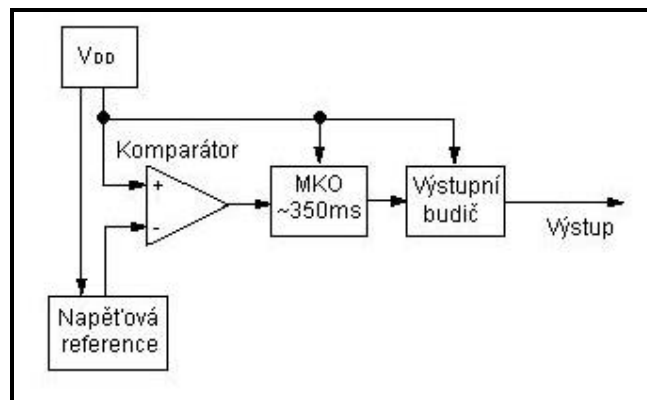 VDD
Komparátor
+
-
MKO
~350ms
Výstupní
budič
Výstup
Napěťová
reference